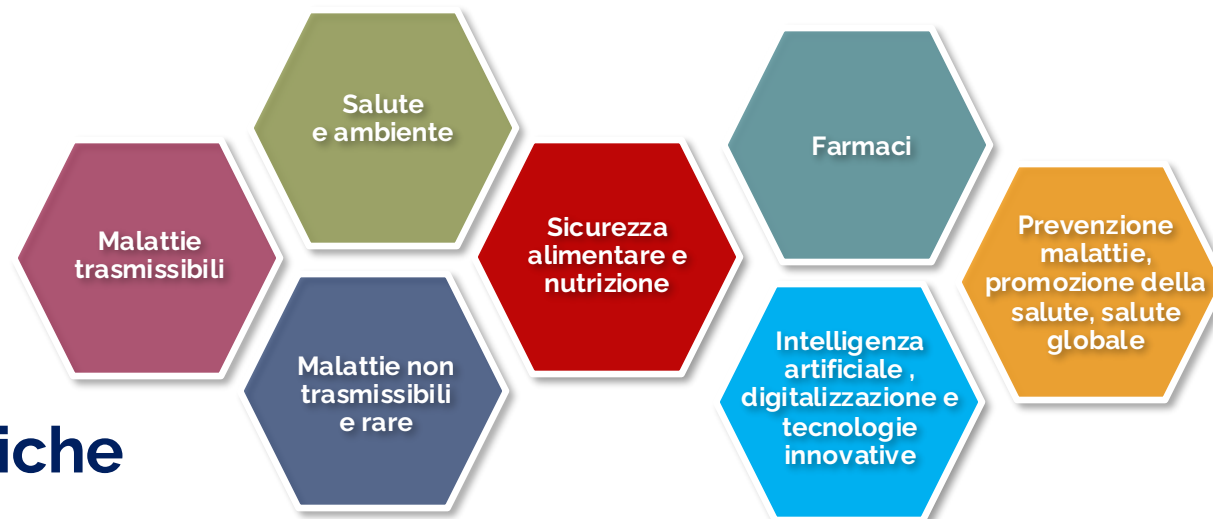 Salute
e ambiente
Farmaci
Malattie
trasmissibili
Sicurezza
alimentare e
nutrizione
Prevenzione
malattie,
promozione della
salute, salute
globale
Malattie non
trasmissibili
e rare
Intelligenza
artificiale ,
digitalizzazione e
tecnologie
innovative
iche